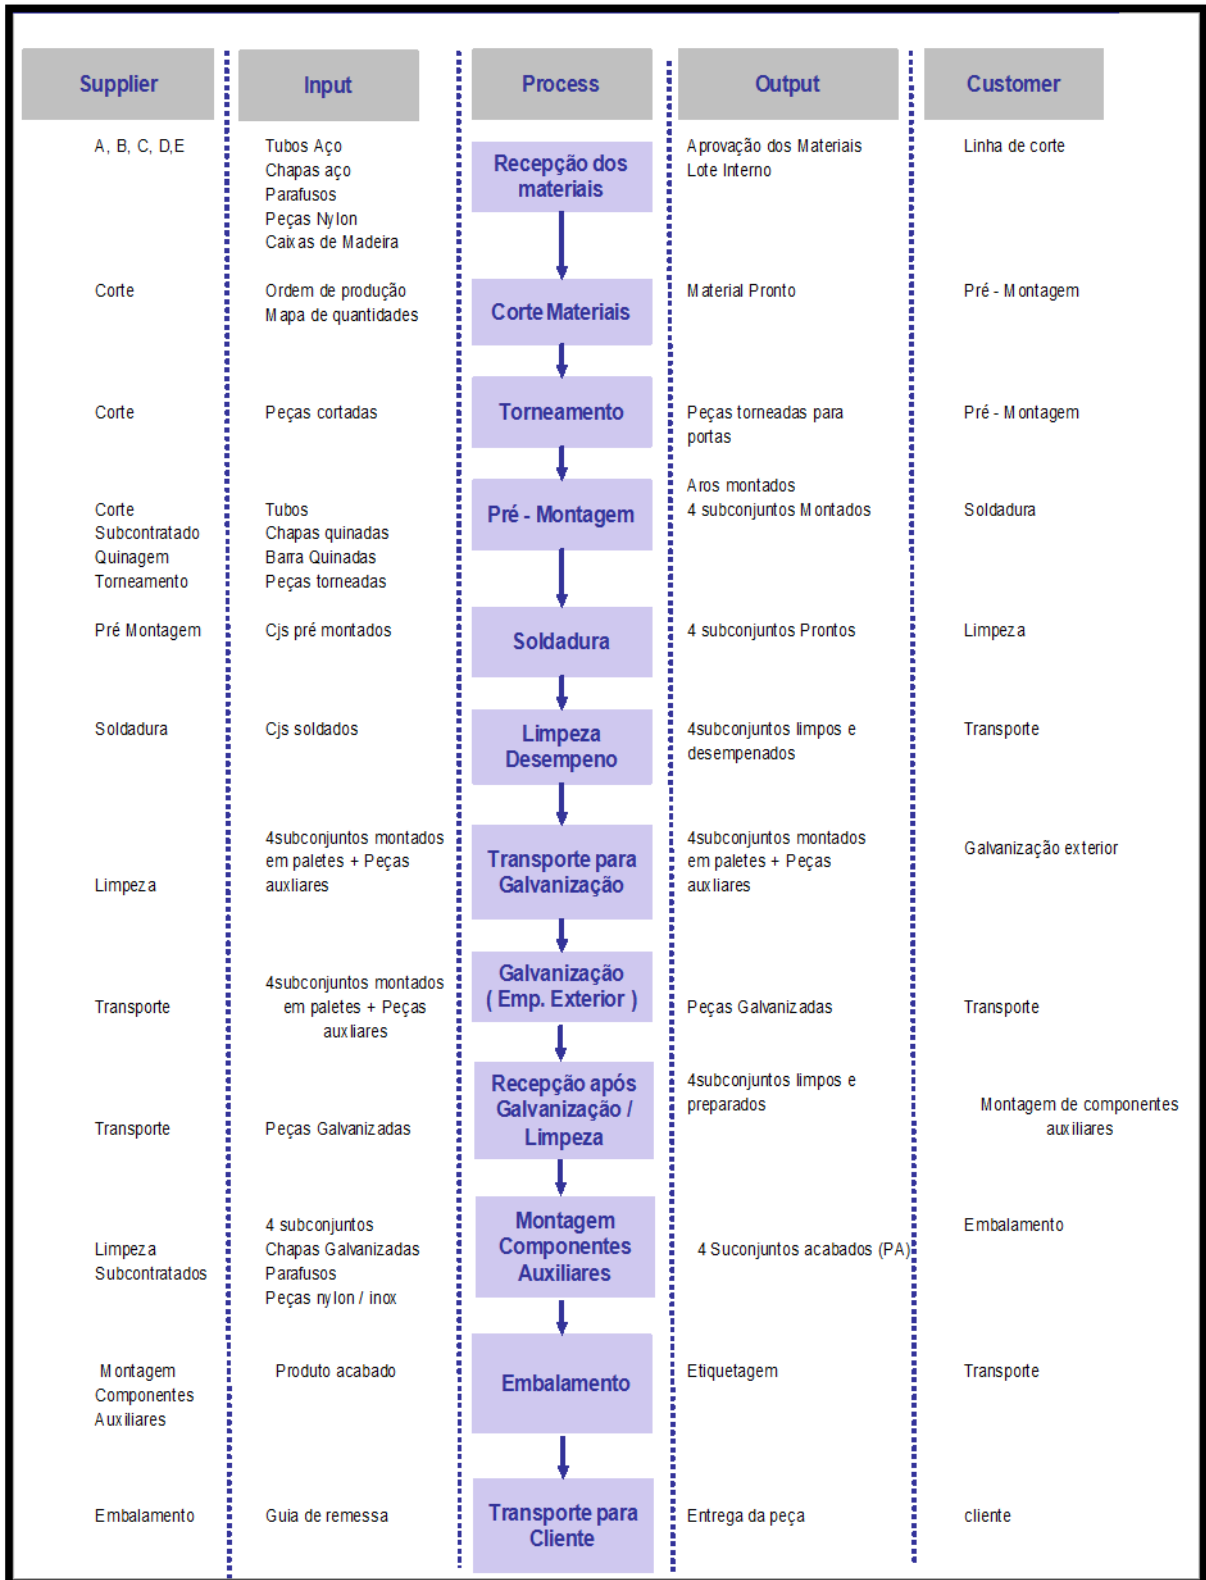 Supplier
Input
Process
Output
Customer
A, B, C, D,E
Tubos Aço
Chapas aço
Parafusos
Peças Nylon
Caixas de Madeira
Recepção dos
materiais
Aprovação dos Materiais
Lote Interno
Linha de corte
Corte
Ordem de produção
Mapa de quantidades
Corte Materiais
Material Pronto
Pré - Montagem
Corte
Peças cortadas
Torneamento
Peças torneadas para
portas
Pré - Montagem
Corte
Subcontratado
Quinagem
Torneamento
Tubos
Chapas quinadas
Barra Quinadas
Peças torneadas
Pré - Montagem
Aros montados
4 subconjuntos Montados
Soldadura
Pré Montagem
Cjs pré montados
Soldadura
4 subconjuntos Prontos
Limpeza
Soldadura
Cjs soldados
Limpeza
Desempeno
4subconjuntos limpos e
desempenados
Transporte
Limpeza
4subconjuntos montados
em paletes + Peças
auxliares
Transporte para
Galvanização
4subconjuntos montados
em paletes + Peças
auxliares
Galvanização exterior
Transporte
4subconjuntos montados
em paletes + Peças
auxliares
Galvanização
( Emp. Exterior )
Peças Galvanizadas
Transporte
Transporte
Peças Galvanizadas
Recepção após
Galvanização /
Limpeza
4subconjuntos limpos e
preparados
Montagem de componentes
auxiliares
Limpeza
Subcontratados
4 subconjuntos
Chapas Galvanizadas
Parafusos
Peças nylon / inox
Montagem
Componentes
Auxiliares
4 Suconjuntos acabados (PA)
Embalamento
Montagem
Componentes
Auxiliares
Produto acabado
Embalamento
Etiquetagem
Transporte
Embalamento
Guia de remessa
Transporte para
Cliente
Entrega da peça
cliente